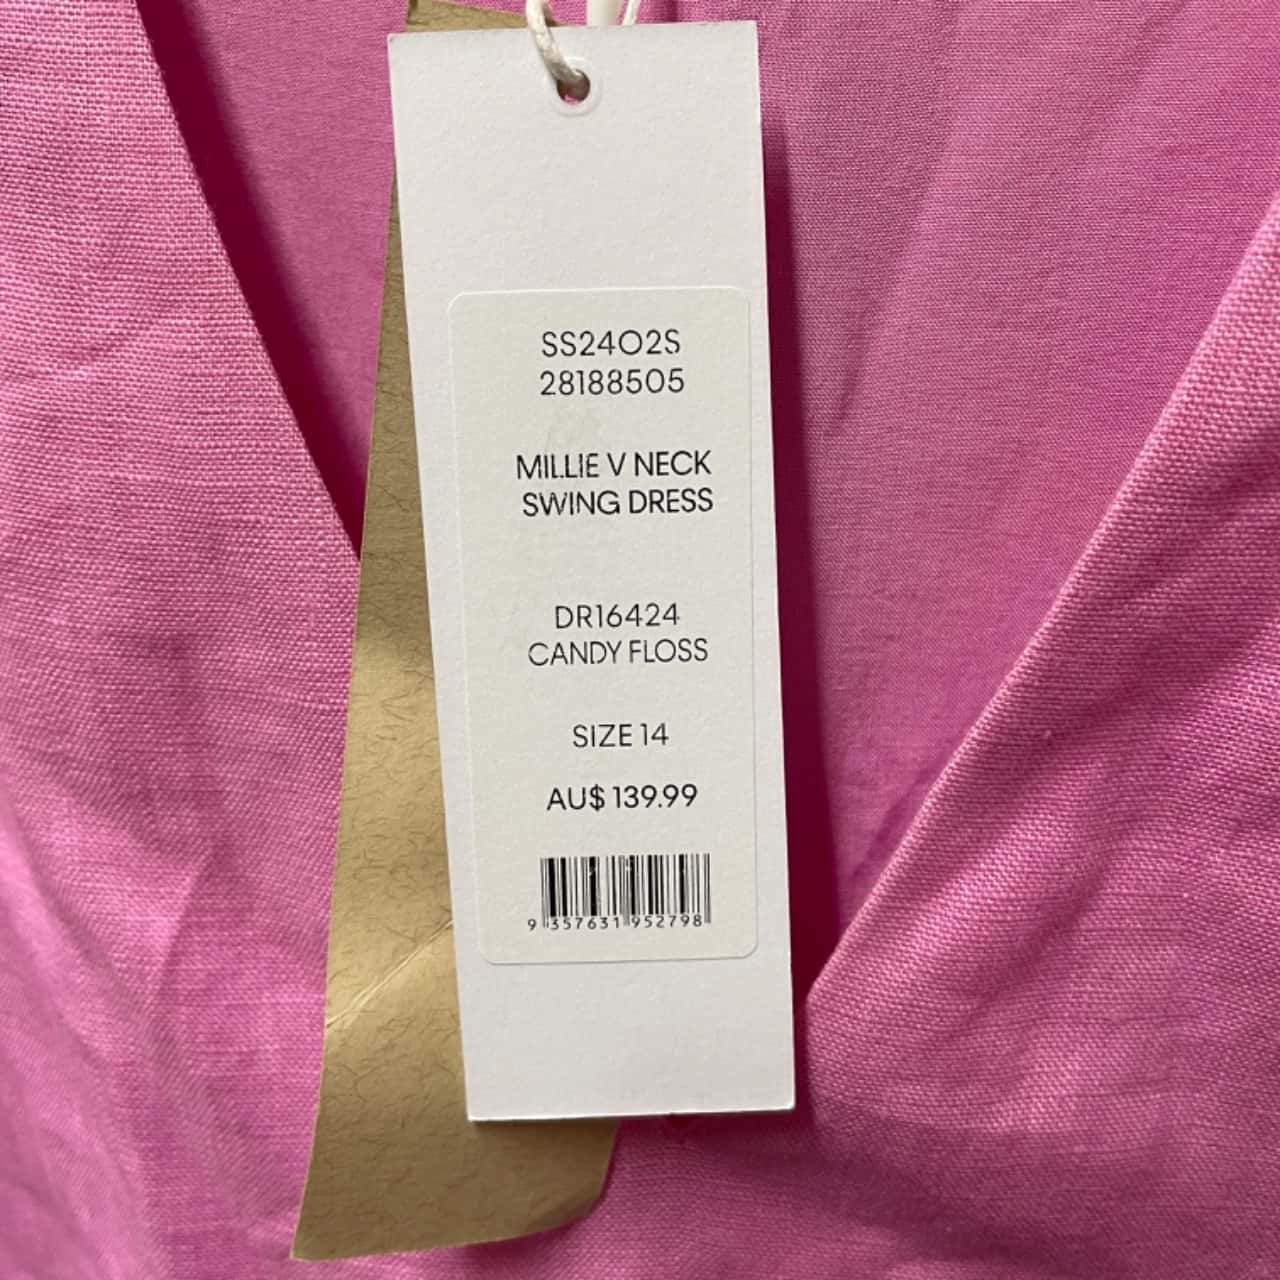 SS2402S
28188505
MILLIE V NECK
SWING DRESS
DR16424
CANDY FLOSS
SIZE 14
AU$ 139.99
9 357631 952798